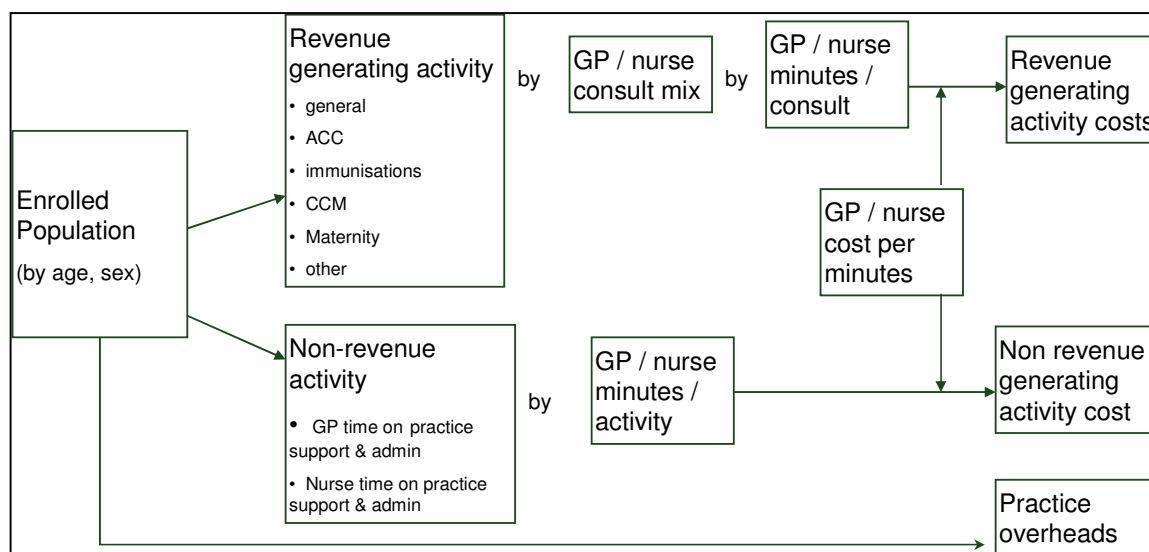 Enrolled
Population
(by age, sex)
Revenue
generating activity
• general
• ACC
• immunisations
• CCM
• Maternity
• other
by
GP / nurse
consult mix
by
GP / nurse
minutes /
consult
Revenue
generating
activity costs
GP / nurse
cost per
minutes
Non-revenue
activity
• GP time on practice
support & admin
• Nurse time on practice
support & admin
by
GP / nurse
minutes /
activity
Non revenue
generating
activity cost
Practice
overheads